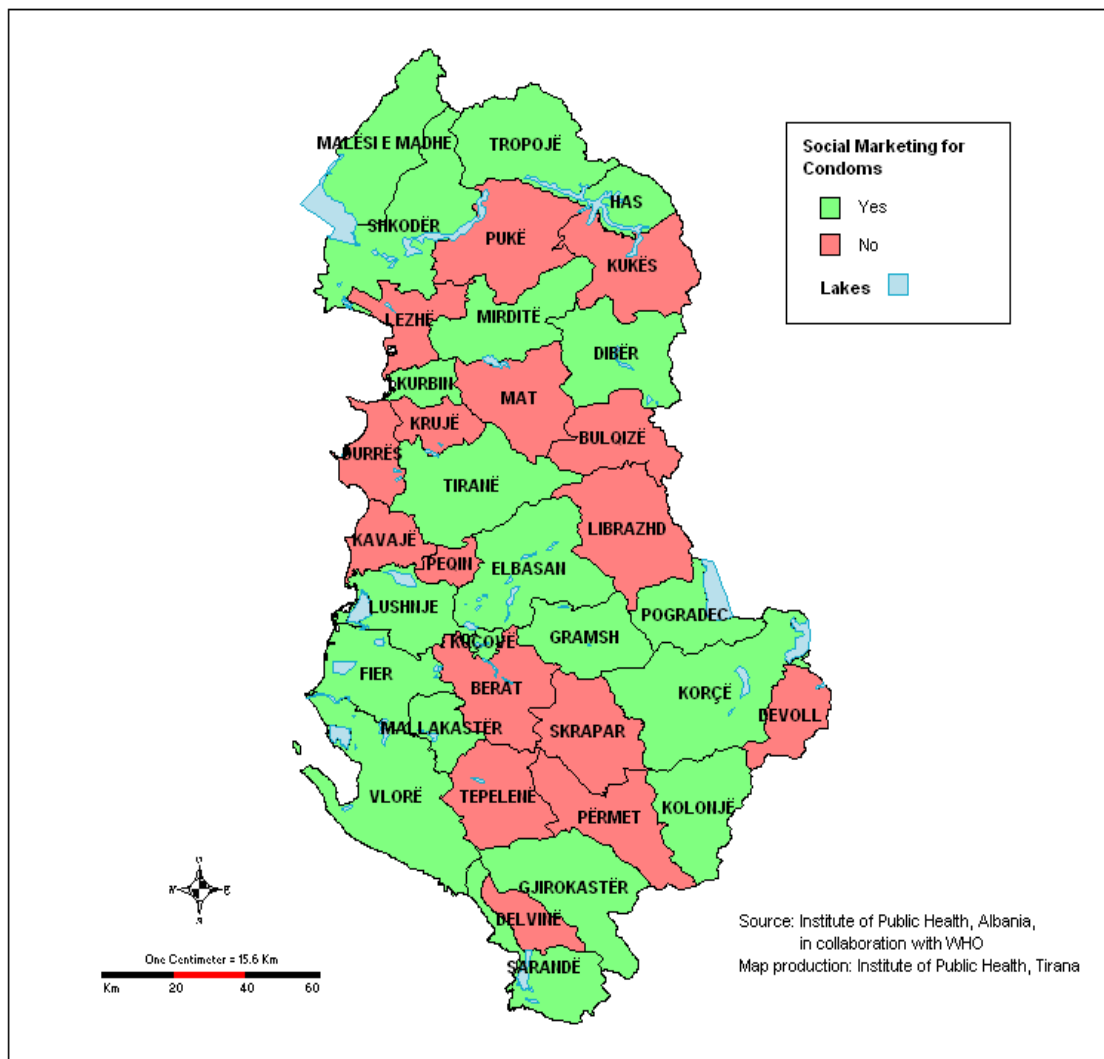 MALËSI E MADHE
TROPOJË
HAS
SHKODËR
PUKË
KUKËS
LEZHË
MIRDITË
DIBËR
KURBIN
MAT
KRUJË
BULQIZË
DURRËS
TIRANË
LIBRAZHD
KAVAJË
PEQIN
ELBASAN
LUSHNJE
POGRADEC
KUÇOVË
GRAMSH
FIER
BERAT
KORÇË
DEVOLL
MALLAKASTËR
SKRAPAR
VLORË
TEPELENË
PËRMET
KOLONJË
GJIROKASTËR
DELVINË
SARANDË
Social Marketing for
Condoms
Yes
No
Lakes
E
S
One Centimeter = 15.6 Km
Km 20 40 60
Source: Institute of Public Health, Albania,
in collaboration with WHO
Map production: Institute of Public Health, Tirana